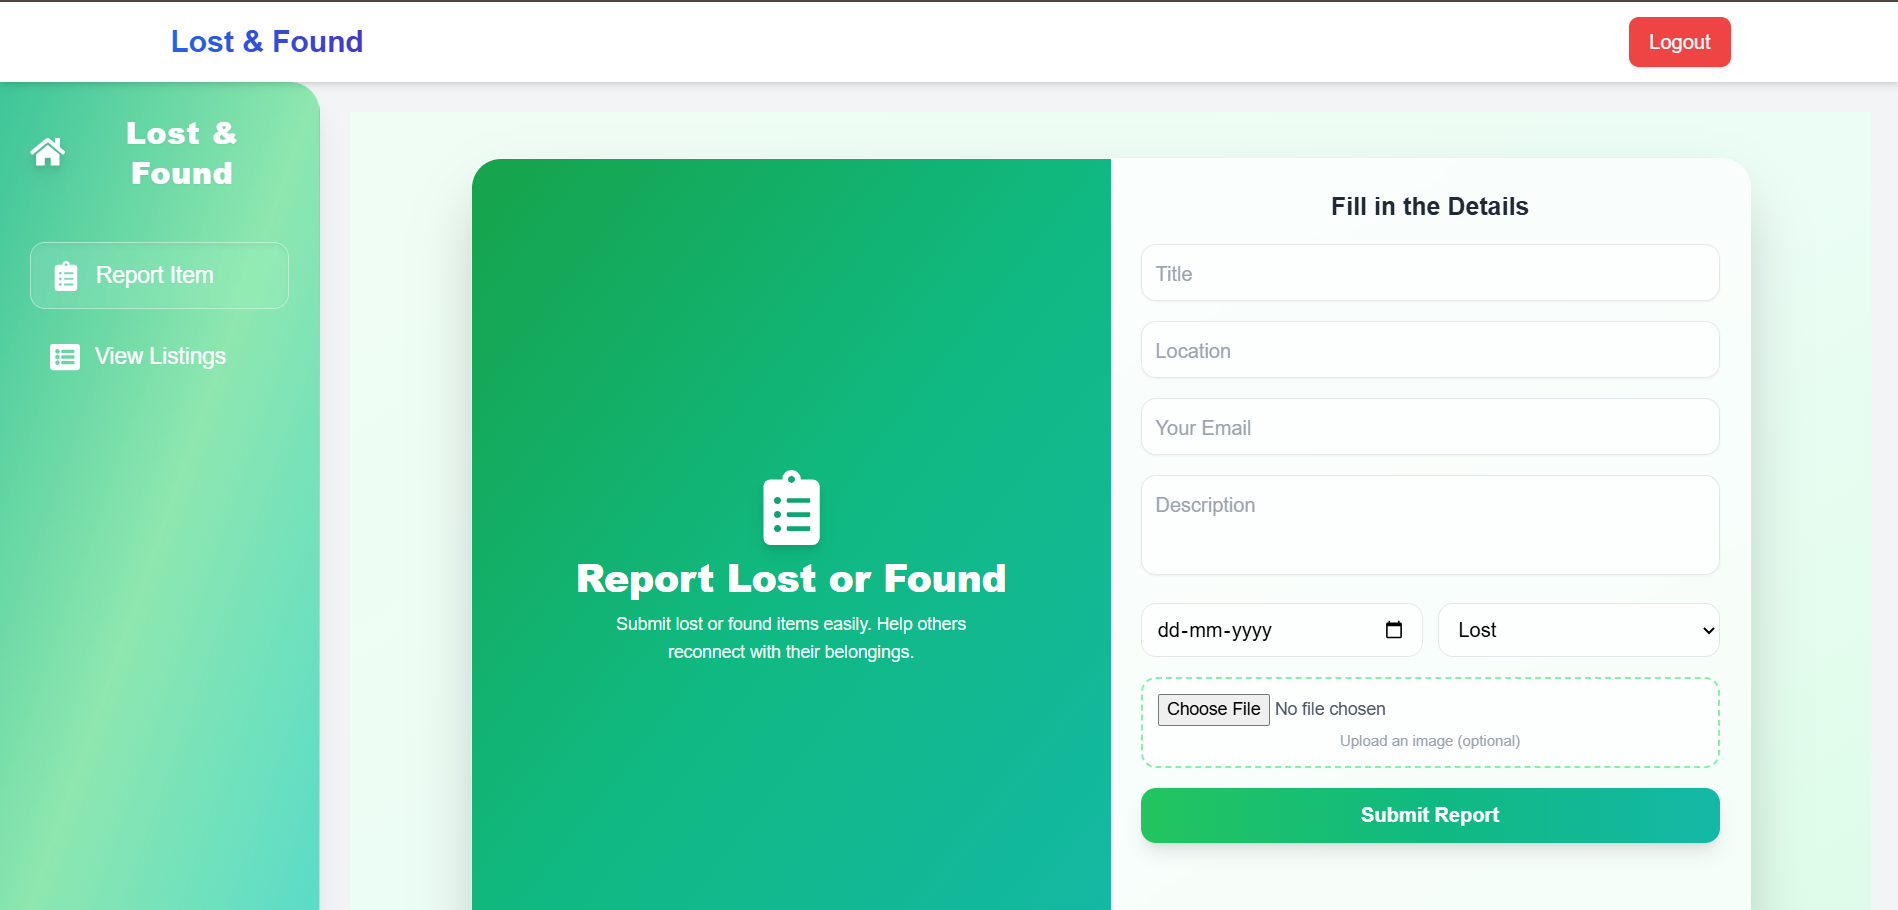 Lost & Found
Logout
Lost &
Found
Report Item
View Listings
Report Lost or Found
Submit lost or found items easily. Help others
reconnect with their belongings.
Fill in the Details
Title
Location
Your Email
Description
dd-mm-yyyy
Lost
Choose File No file chosen
Upload an image (optional)
Submit Report